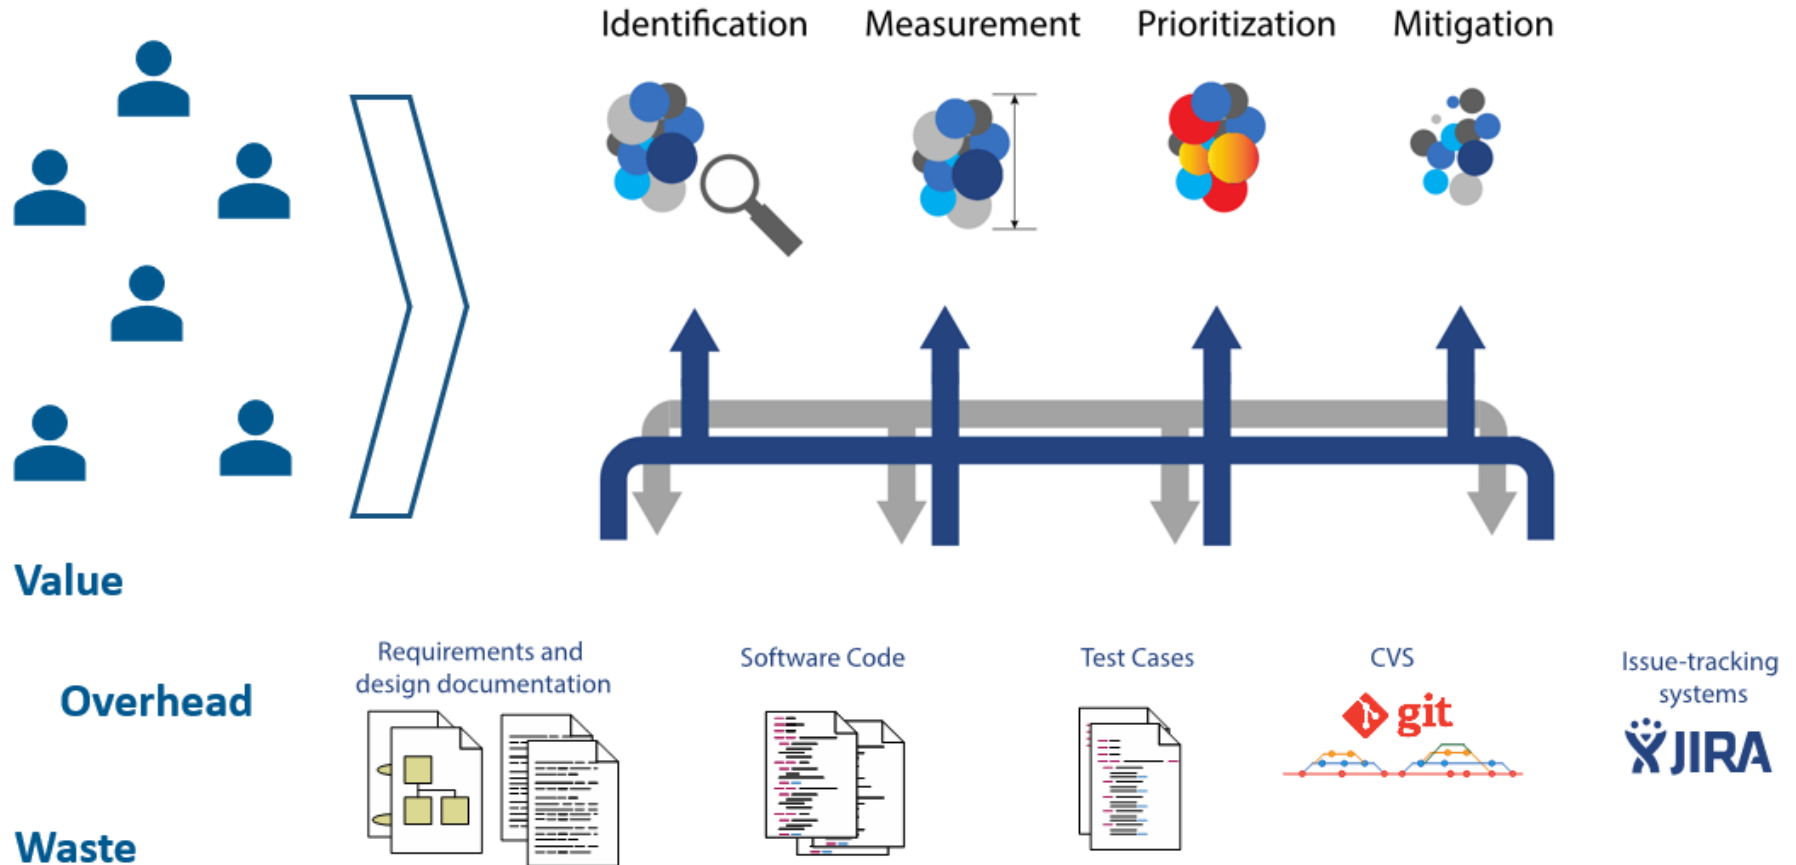 Identification
Measurement
Prioritization
Mitigation
Value
Overhead
Waste
Requirements and
design documentation
Software Code
Test Cases
CVS
git
Issue-tracking
systems
JIRA